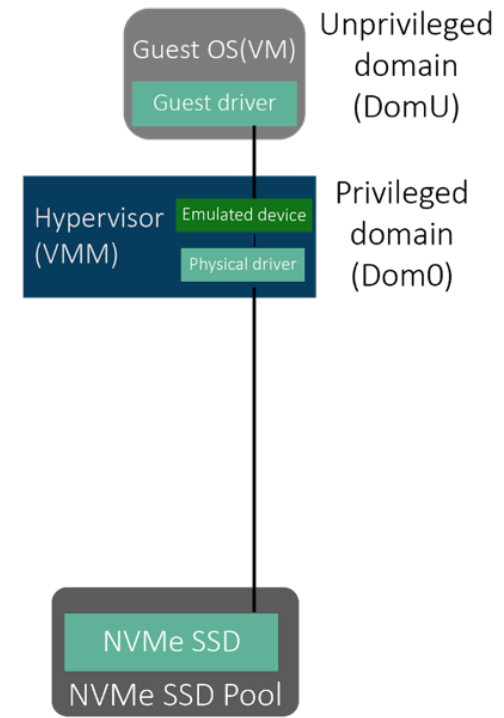 Guest OS(VM)
Guest driver
Unprivileged
domain
(DomU)
Hypervisor
(VMM)
Emulated device
Physical driver
Privileged
domain
(Dom0)
NVMe SSD
NVMe SSD Pool